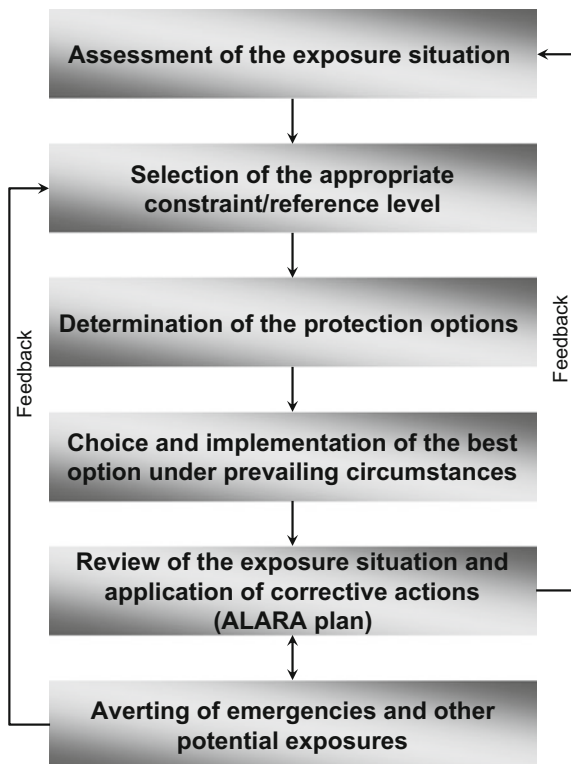 Assessment of the exposure situation
Selection of the appropriate
constraint/reference level
Determination of the protection options
Feedback
Feedback
Choice and implementation of the best
option under prevailing circumstances
Review of the exposure situation and
application of corrective actions
(ALARA plan)
Averting of emergencies and other
potential exposures